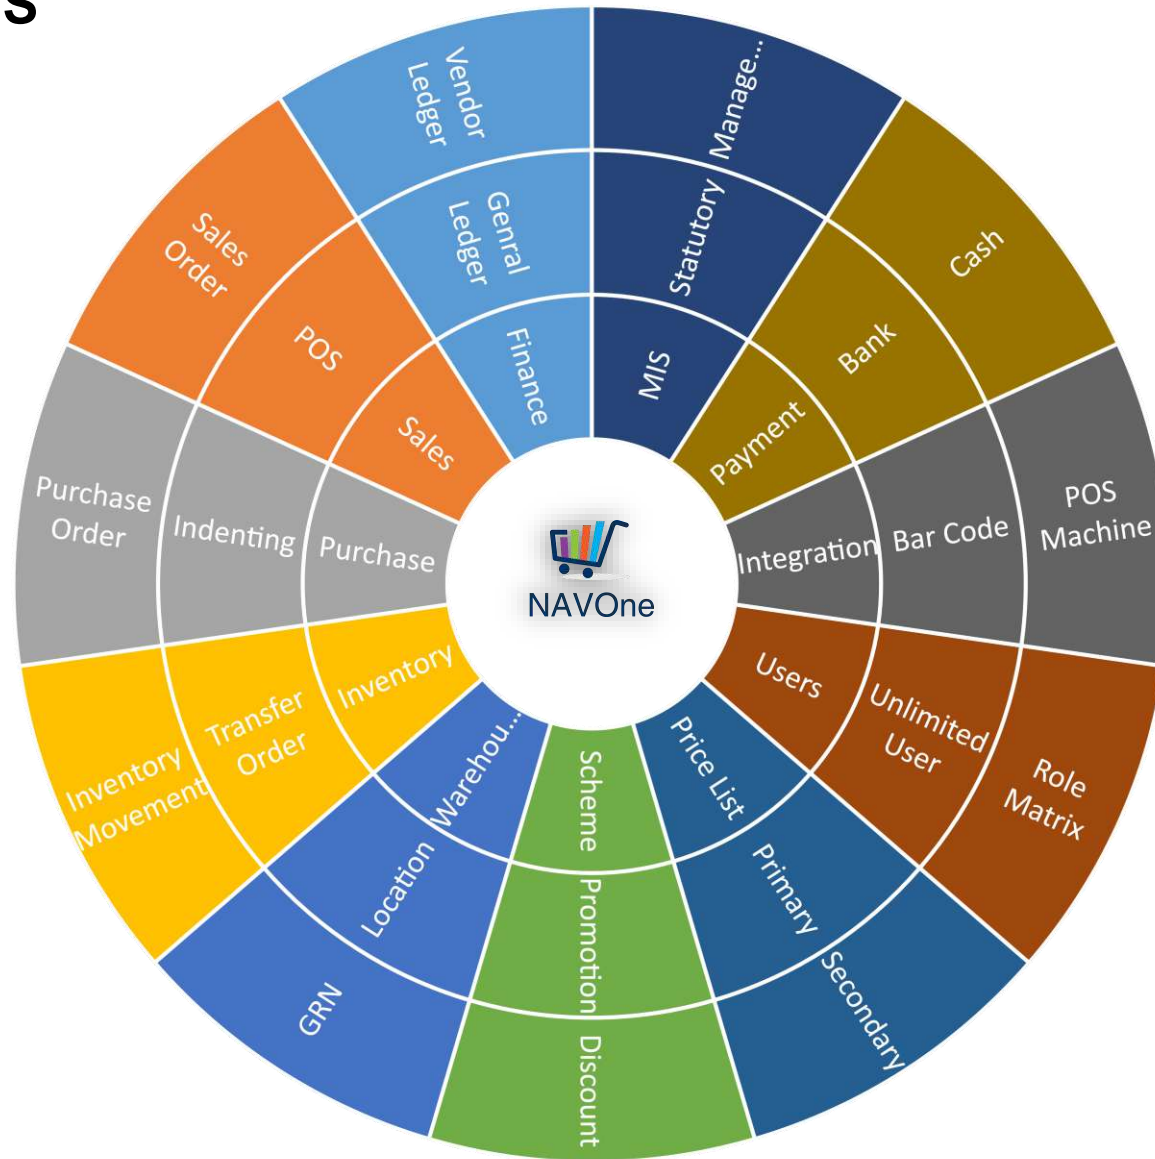 s
MIS
Statutory
Manage...
Payment
Bank
Cash
Integration
Bar Code
POS
Machine
Users
Unlimited
User
Role
Matrix
Price List
Primary
Secondary
Scheme
Promotion
Discount
Warehou...
Location
GRN
Inventory
Transfer
Order
Inventory
Movement
Purchase
Indenting
Purchase
Order
Sales
POS
Sales
Order
Finance
Genral
Ledger
Vendor
Ledger
NAVOne